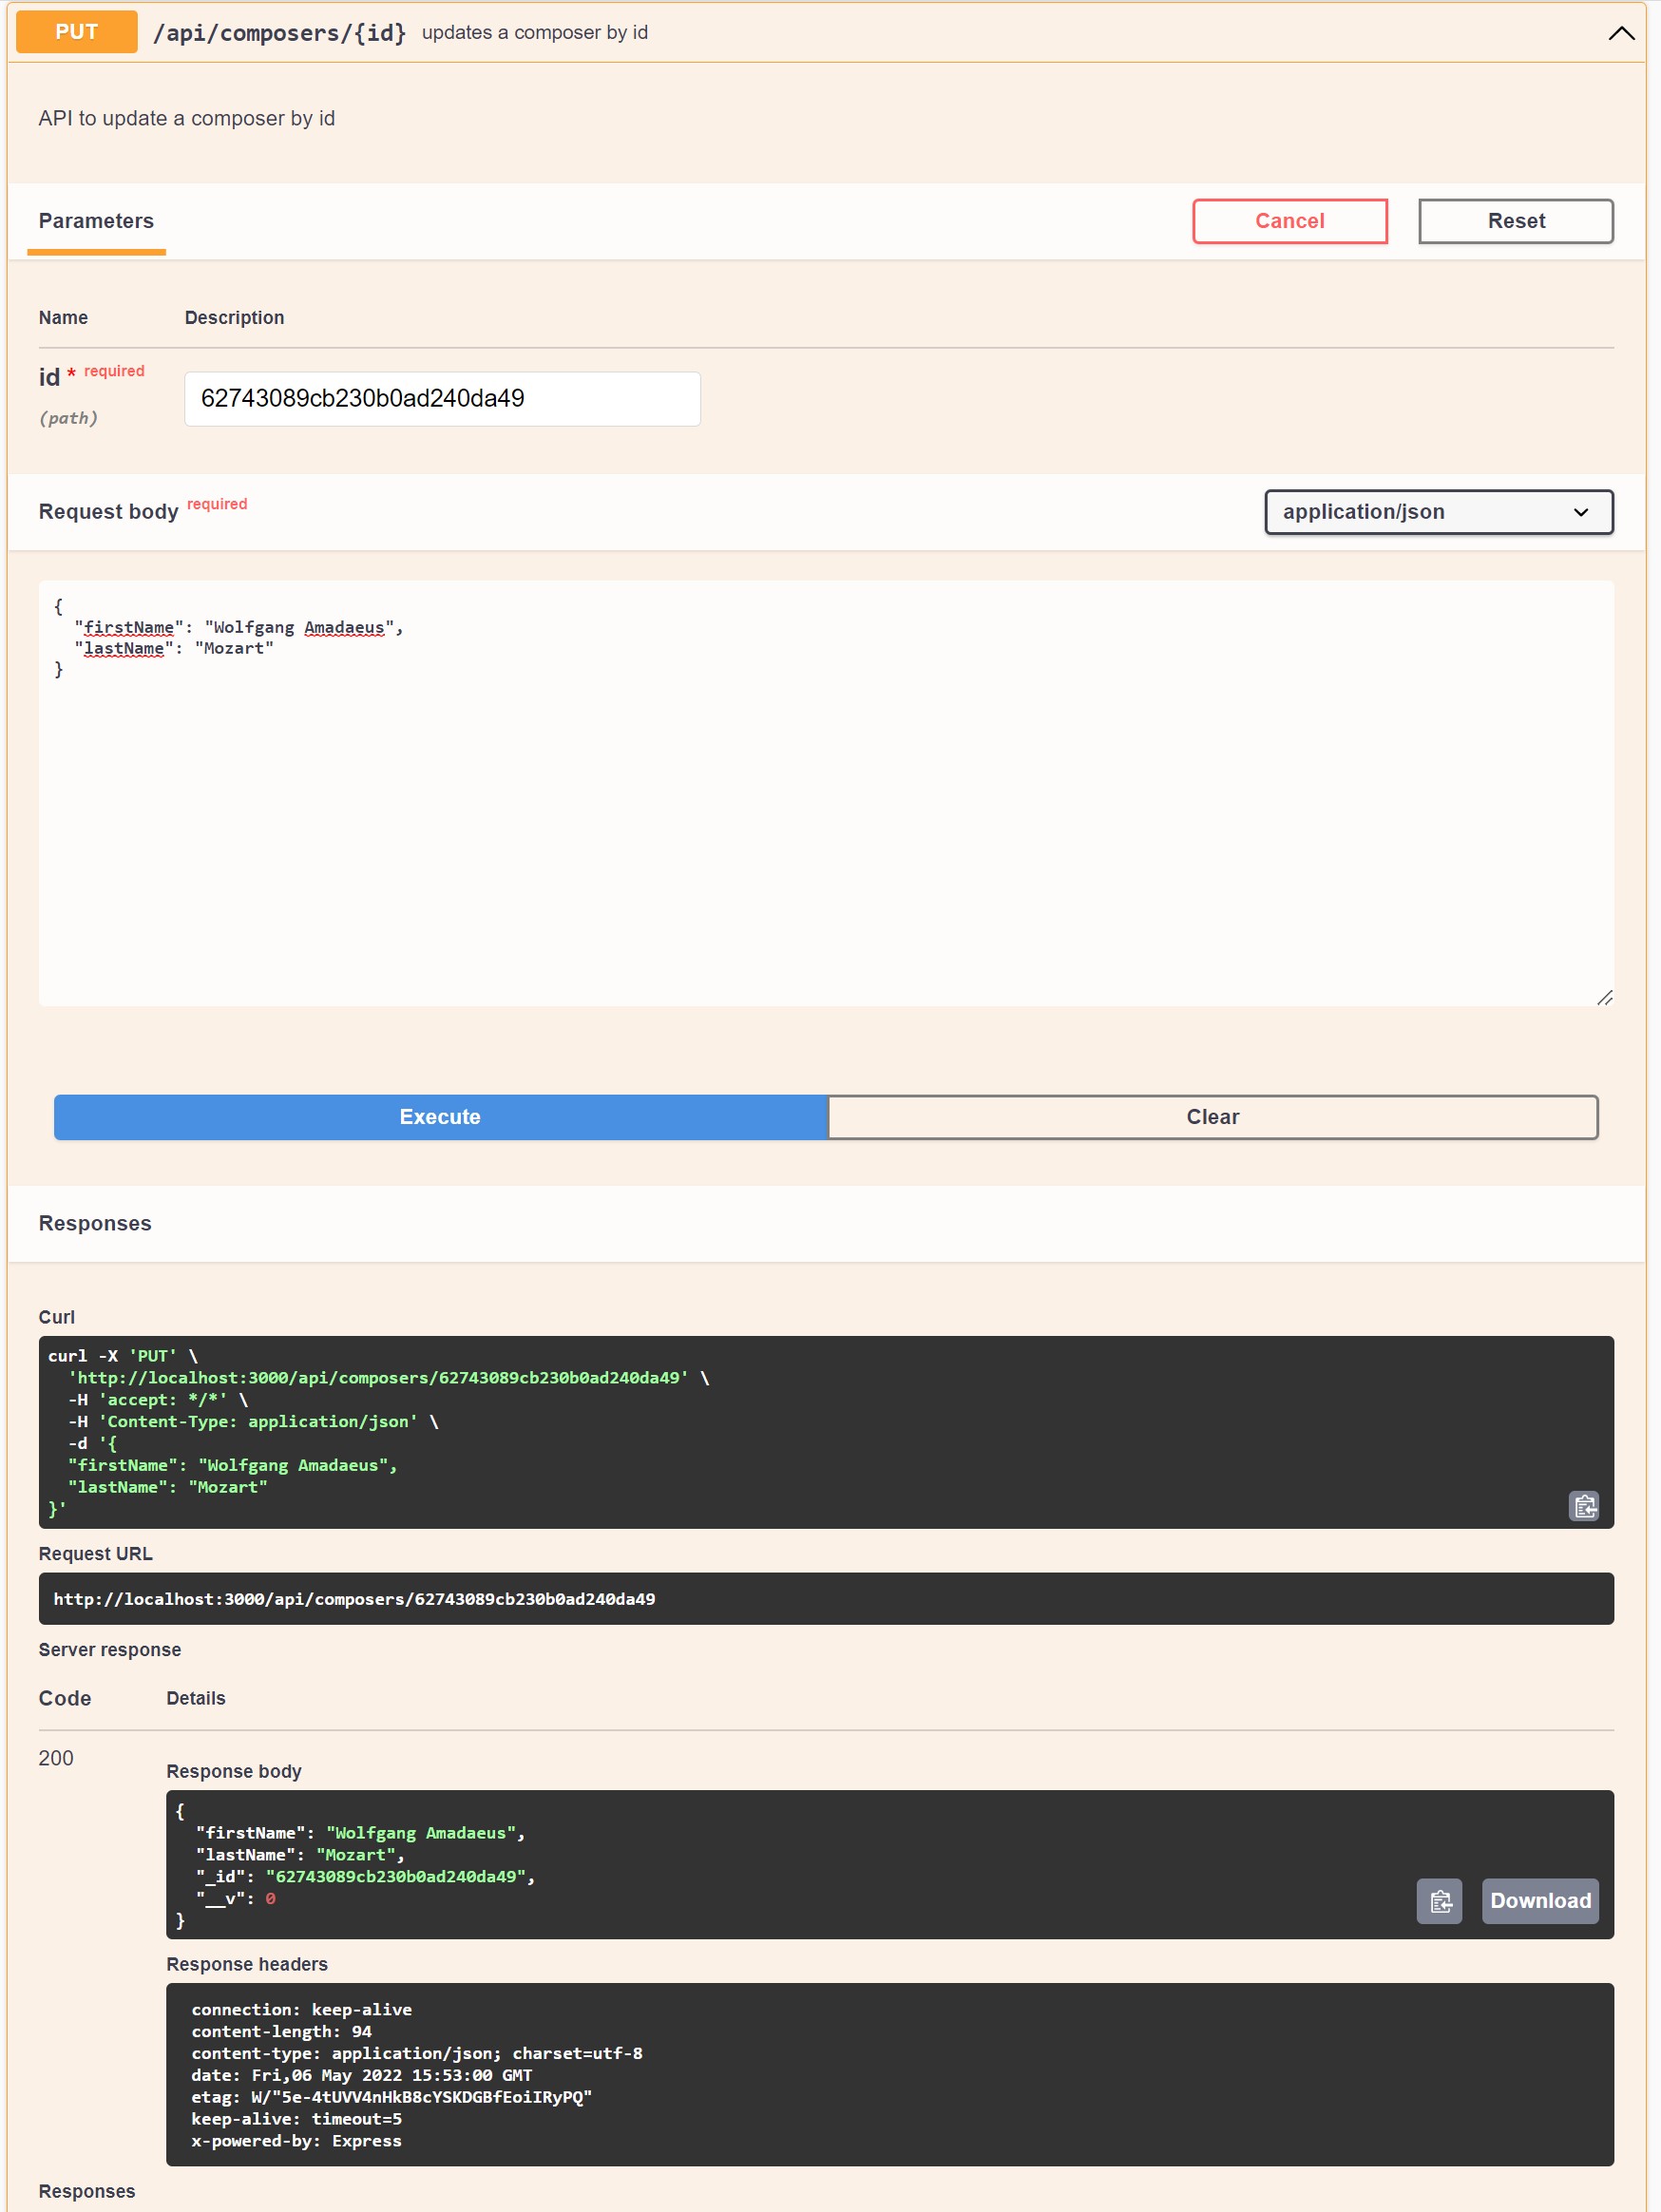 PUT /api/composers/{id} updates a composer by id
API to update a composer by id
Parameters Cancel Reset
Name Description
id * required 62743089cb230b0ad240da49
(path)
Request body required application/json
{
  "firstName": "Wolfgang Amadaeus",
  "lastName": "Mozart"
}
Execute Clear
Responses
Curl
curl -X 'PUT' \
  'http://localhost:3000/api/composers/62743089cb230b0ad240da49' \
  -H 'accept: */*' \
  -H 'Content-Type: application/json' \
  -d '{
  "firstName": "Wolfgang Amadaeus",
  "lastName": "Mozart"
}'
Request URL
http://localhost:3000/api/composers/62743089cb230b0ad240da49
Server response
Code Details
200
Response body
{
  "firstName": "Wolfgang Amadaeus",
  "lastName": "Mozart",
  "_id": "62743089cb230b0ad240da49",
  "__v": 0
}
Download
Response headers
connection: keep-alive
content-length: 94
content-type: application/json; charset=utf-8
date: Fri,06 May 2022 15:53:00 GMT
etag: W/"5e-4tUVV4nHkB8cYSKDGBfEoiIRyPQ"
keep-alive: timeout=5
x-powered-by: Express
Responses